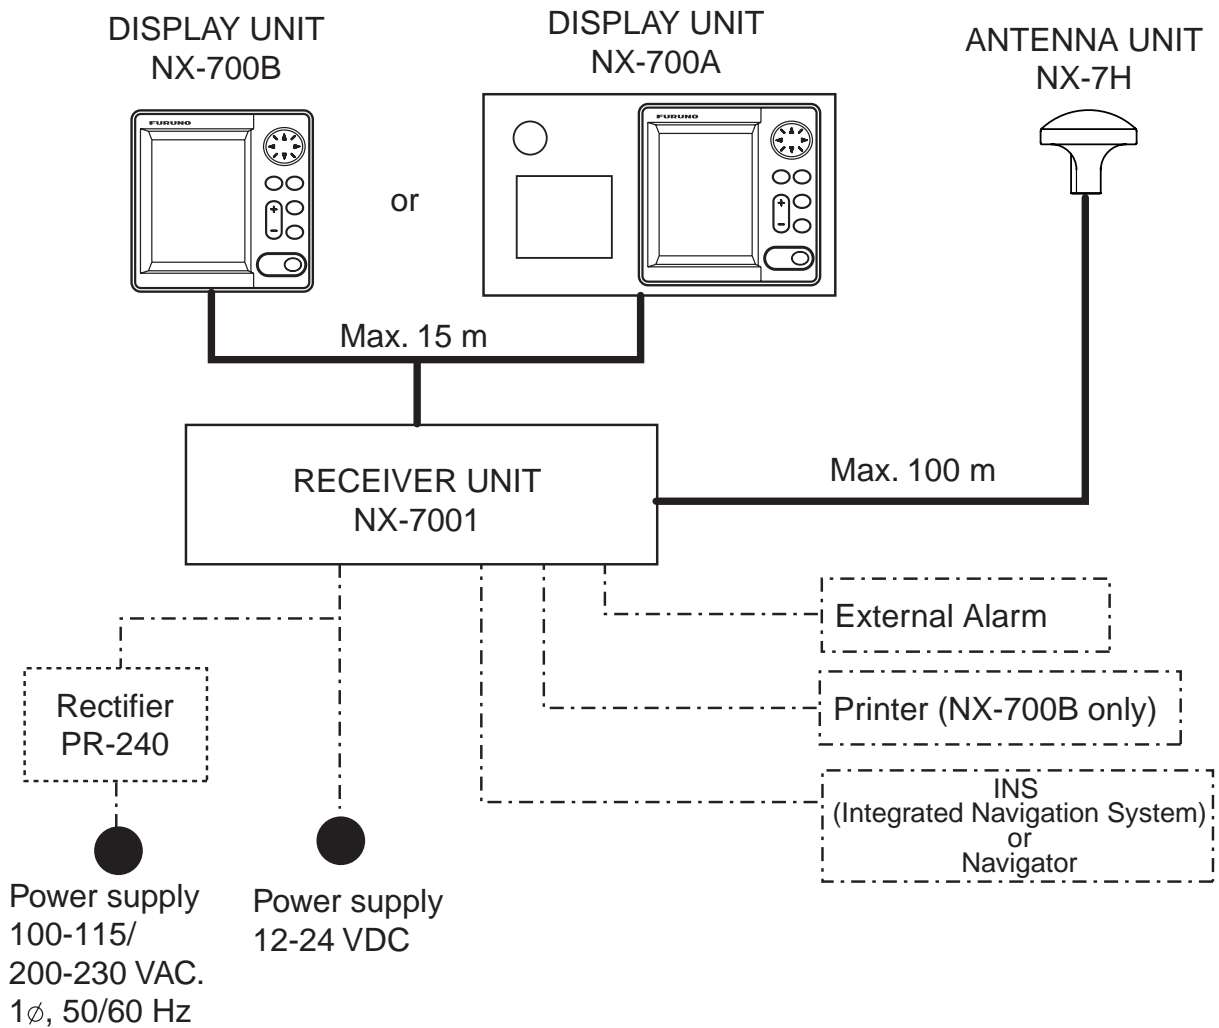 DISPLAY UNIT
NX-700B
DISPLAY UNIT
NX-700A
ANTENNA UNIT
NX-7H
FURUNO
+
-
or
FURUNO
+
-
Max. 15 m
RECEIVER UNIT
NX-7001
Max. 100 m
External Alarm
Printer (NX-700B only)
INS
(Integrated Navigation System)
or
Navigator
Rectifier
PR-240
Power supply
100-115/
200-230 VAC.
1ø, 50/60 Hz
Power supply
12-24 VDC